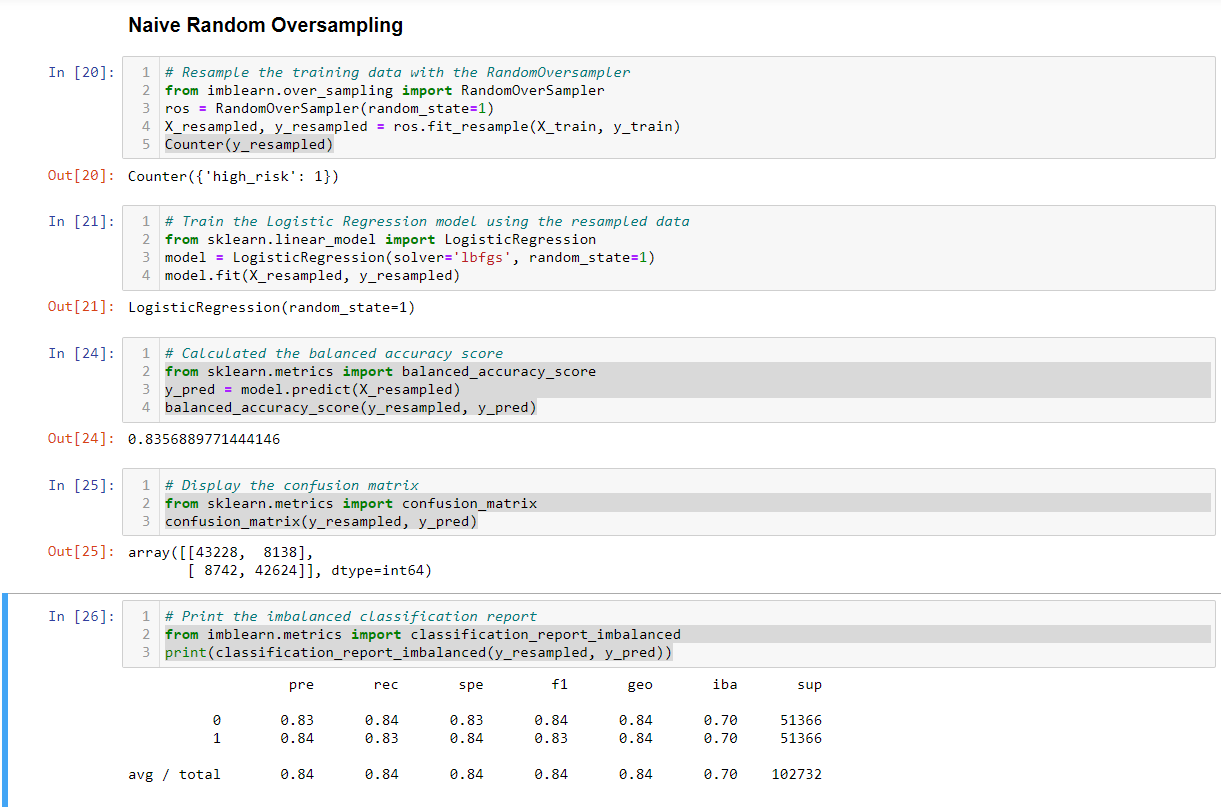 Naive Random Oversampling
In [20]:
1 # Resample the training data with the RandomOversampler
2 from imblearn.over_sampling import RandomOverSampler
3 ros = RandomOverSampler(random_state=1)
4 X_resampled, y_resampled = ros.fit_resample(X_train, y_train)
5 Counter(y_resampled)
Out[20]: Counter({'high_risk': 1})
In [21]:
1 # Train the Logistic Regression model using the resampled data
2 from sklearn.linear_model import LogisticRegression
3 model = LogisticRegression(solver='lbfgs', random_state=1)
4 model.fit(X_resampled, y_resampled)
Out[21]: LogisticRegression(random_state=1)
In [24]:
1 # Calculated the balanced accuracy score
2 from sklearn.metrics import balanced_accuracy_score
3 y_pred = model.predict(X_resampled)
4 balanced_accuracy_score(y_resampled, y_pred)
Out[24]: 0.8356889771444146
In [25]:
1 # Display the confusion matrix
2 from sklearn.metrics import confusion_matrix
3 confusion_matrix(y_resampled, y_pred)
Out[25]: array([[43228,  8138],
[ 8742, 42624]], dtype=int64)
In [26]:
1 # Print the imbalanced classification report
2 from imblearn.metrics import classification_report_imbalanced
3 print(classification_report_imbalanced(y_resampled, y_pred))
pre rec spe f1 geo iba sup
0 0.83 0.84 0.83 0.84 0.84 0.70 51366
1 0.84 0.83 0.84 0.83 0.84 0.70 51366
avg / total 0.84 0.84 0.84 0.84 0.84 0.70 102732